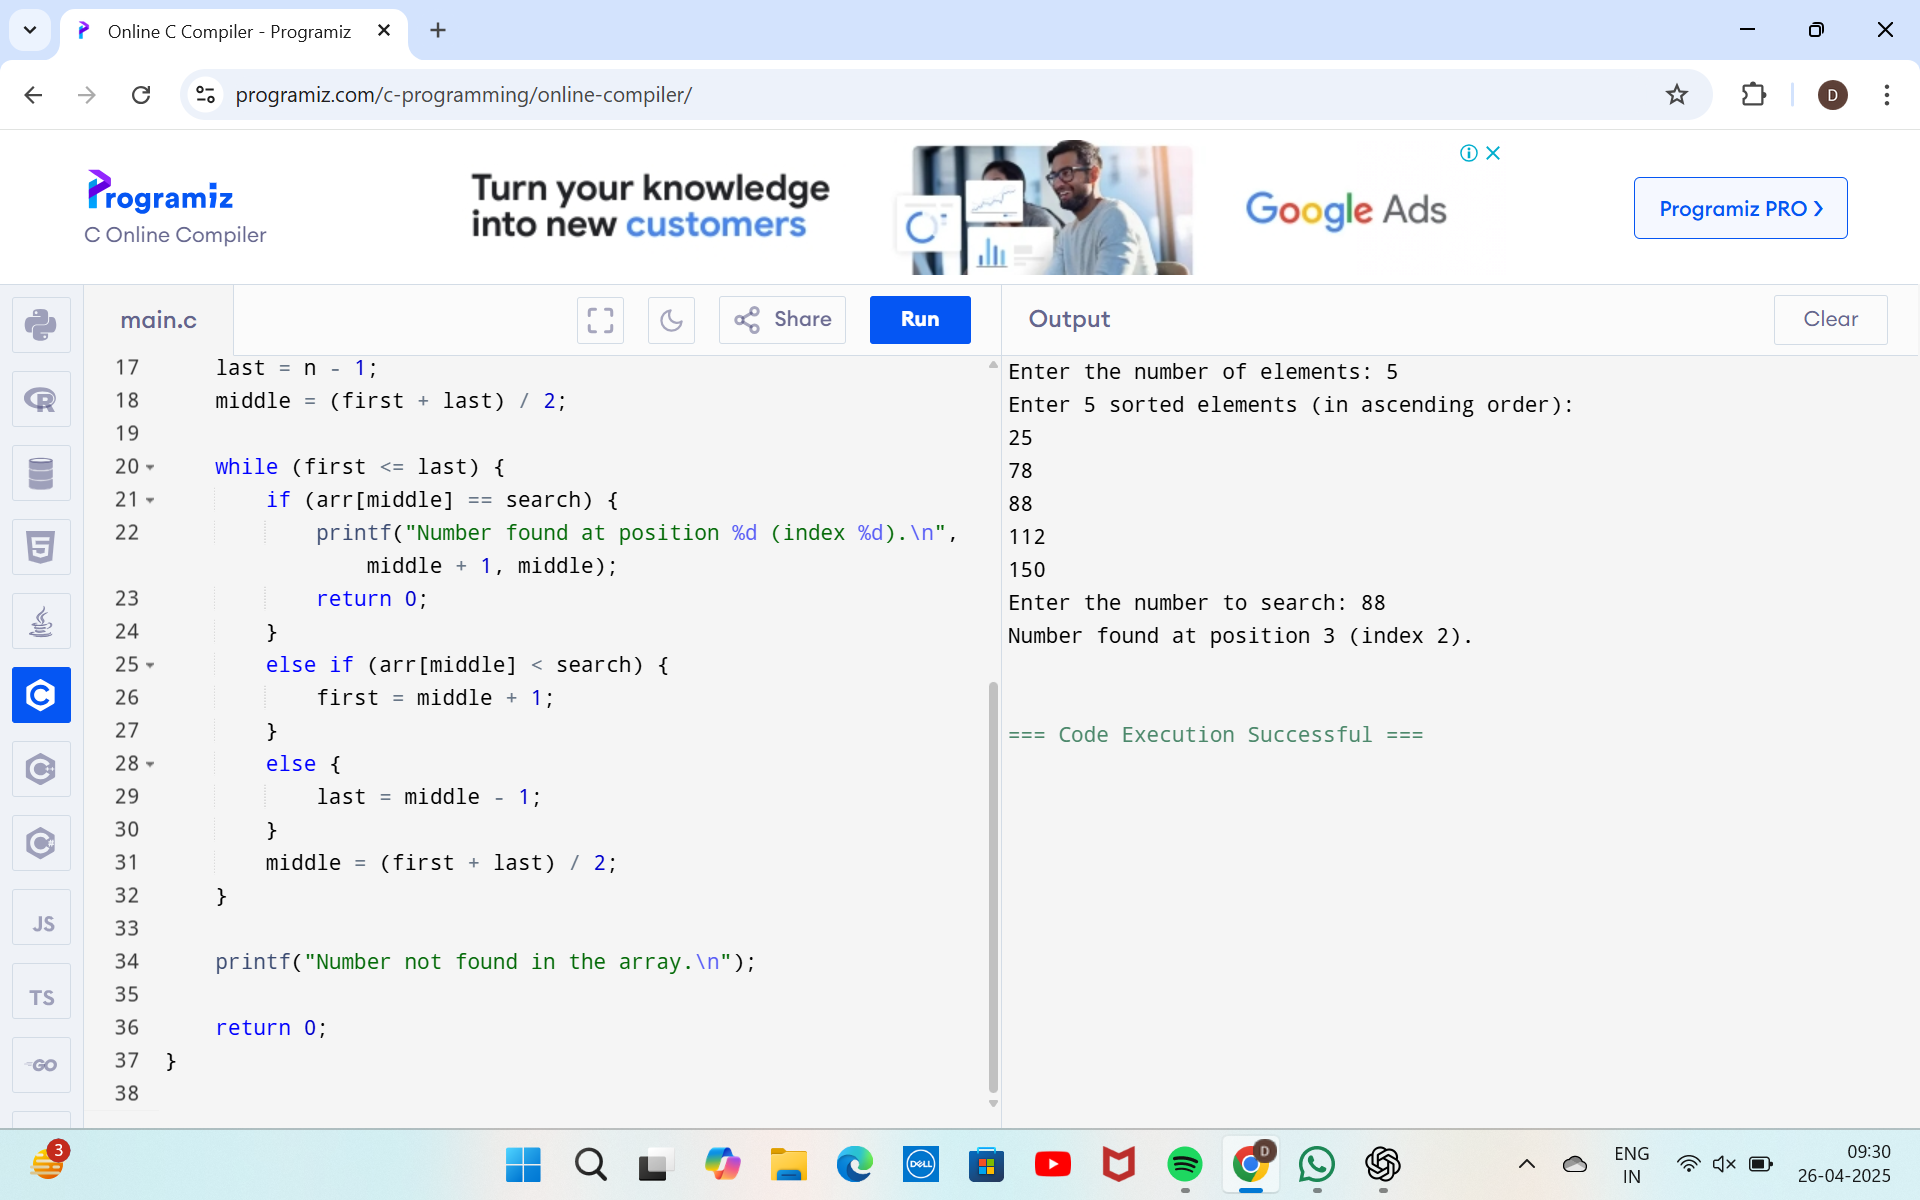 Online C Compiler - Programiz
programiz.com/c-programming/online-compiler/
D
Programiz
C Online Compiler
Turn your knowledge
into new customers
Google Ads
Programiz PRO ›
main.c
Share
Run
Output
Clear
17 last = n - 1;
18 middle = (first + last) / 2;
19
20 while (first <= last) {
21 if (arr[middle] == search) {
22 printf("Number found at position %d (index %d).\n",
middle + 1, middle);
23 return 0;
24 }
25 else if (arr[middle] < search) {
26 first = middle + 1;
27 }
28 else {
29 last = middle - 1;
30 }
31 middle = (first + last) / 2;
32 }
33
34 printf("Number not found in the array.\n");
35
36 return 0;
37 }
38
Enter the number of elements: 5
Enter 5 sorted elements (in ascending order):
25
78
88
112
150
Enter the number to search: 88
Number found at position 3 (index 2).
=== Code Execution Successful ===
R
5
C
JS
TS
GO
3
DELL
D
ENG
IN
09:30
26-04-2025